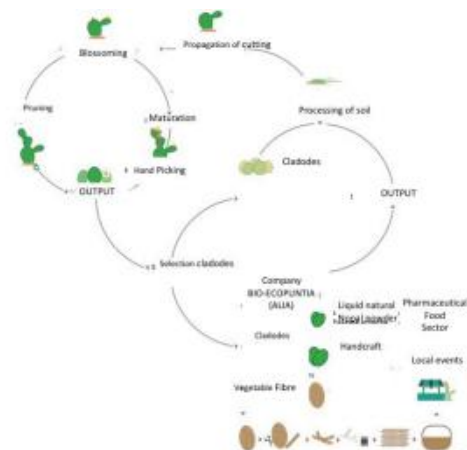 Propagation of cutting
Blossoming
Pruning
Maturation
Processing of soil
Hand Picking
OUTPUT
Cladodes
OUTPUT
Selection cladodes
Company
BIO-ECOPUNTIA
(ALIA)
Liquid natural
Nopal powder
Pharmaceutical
Food
Sector
Cladodes
Handcraft
Local events
Vegetable Fibre